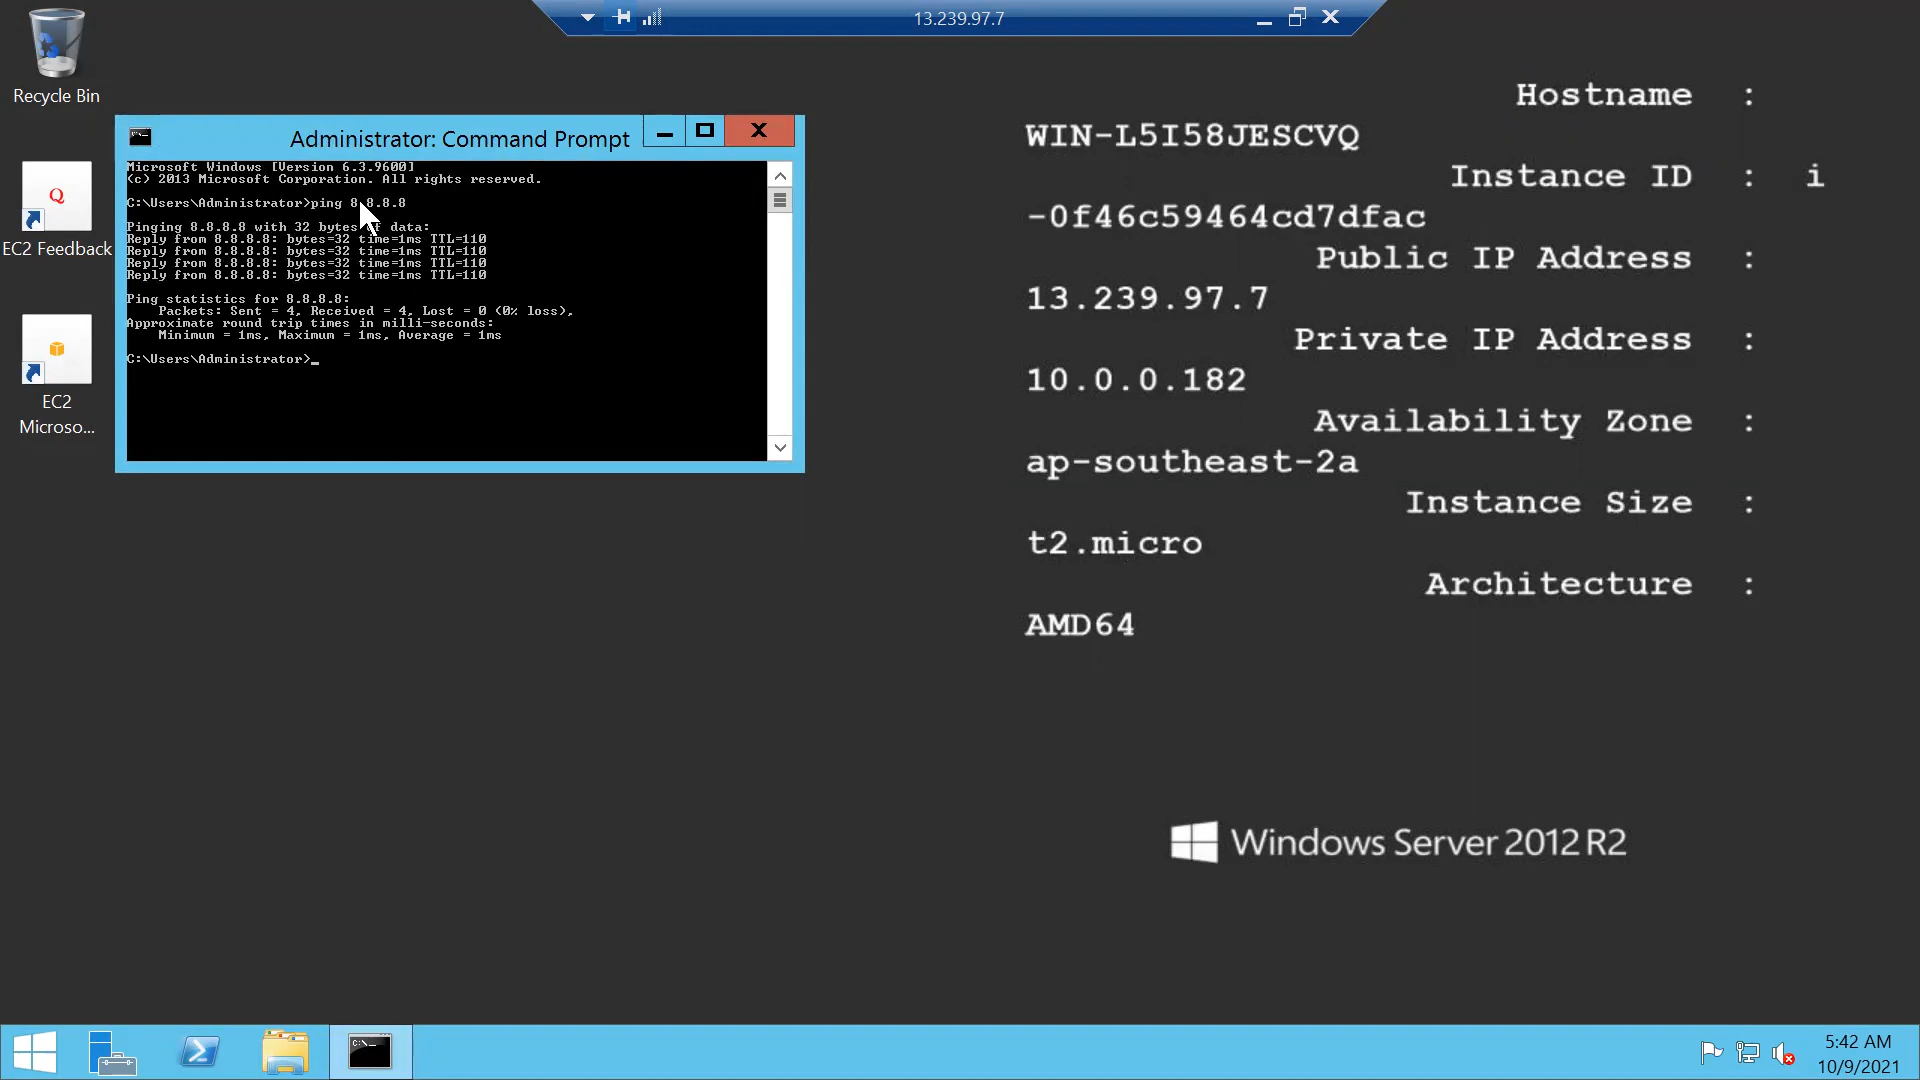 13.239.97.7
Recycle Bin
Administrator: Command Prompt
Microsoft Windows [Version 6.3.9600]
(c) 2013 Microsoft Corporation. All rights reserved.
C:\Users\Administrator>ping 8.8.8.8
Pinging 8.8.8.8 with 32 bytes of data:
Reply from 8.8.8.8: bytes=32 time=1ms TTL=110
Reply from 8.8.8.8: bytes=32 time=1ms TTL=110
Reply from 8.8.8.8: bytes=32 time=1ms TTL=110
Reply from 8.8.8.8: bytes=32 time=1ms TTL=110
Ping statistics for 8.8.8.8:
Packets: Sent = 4, Received = 4, Lost = 0 (0% loss),
Approximate round trip times in milli-seconds:
Minimum = 1ms, Maximum = 1ms, Average = 1ms
C:\Users\Administrator>_
Q
EC2 Feedback
EC2
Microso...
Hostname :
WIN-L5I58JESCVQ
Instance ID : i
-0f46c59464cd7dfac
Public IP Address :
13.239.97.7
Private IP Address :
10.0.0.182
Availability Zone :
ap-southeast-2a
Instance Size :
t2.micro
Architecture :
AMD64
Windows Server 2012 R2
C:\_
5:42 AM
10/9/2021